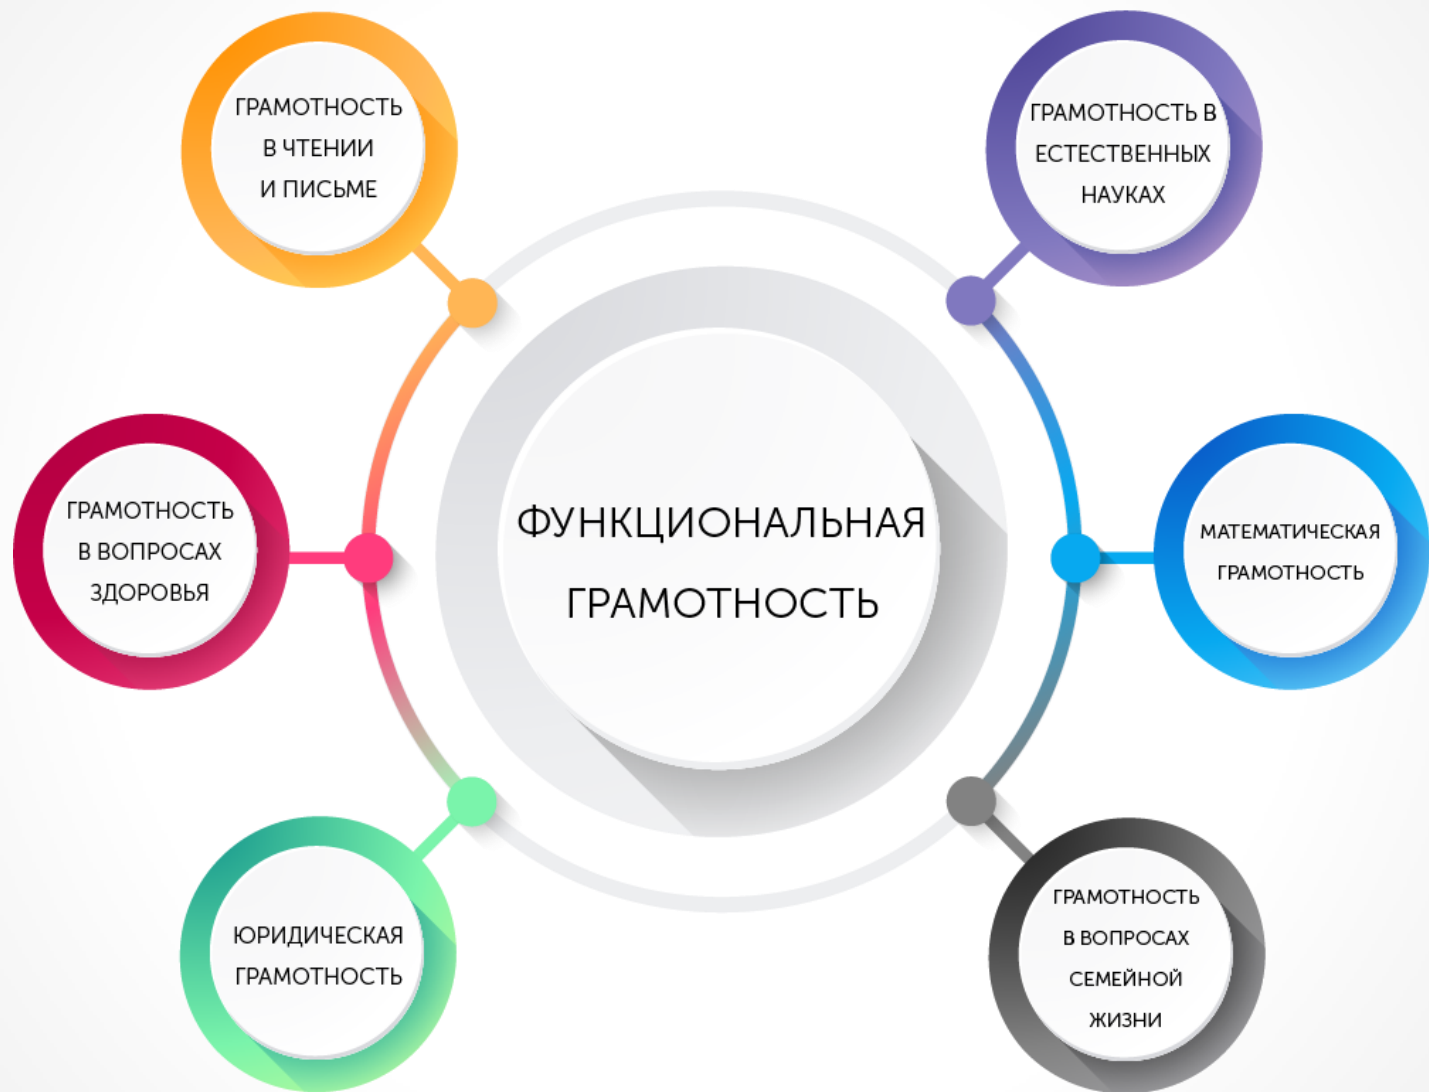 ГРАМОТНОСТЬ
В ЧТЕНИИ
И ПИСЬМЕ
ГРАМОТНОСТЬ В
ЕСТЕСТВЕННЫХ
НАУКАХ
ГРАМОТНОСТЬ
В ВОПРОСАХ
ЗДОРОВЬЯ
ФУНКЦИОНАЛЬНАЯ
ГРАМОТНОСТЬ
МАТЕМАТИЧЕСКАЯ
ГРАМОТНОСТЬ
ЮРИДИЧЕСКАЯ
ГРАМОТНОСТЬ
ГРАМОТНОСТЬ
В ВОПРОСАХ
СЕМЕЙНОЙ
ЖИЗНИ